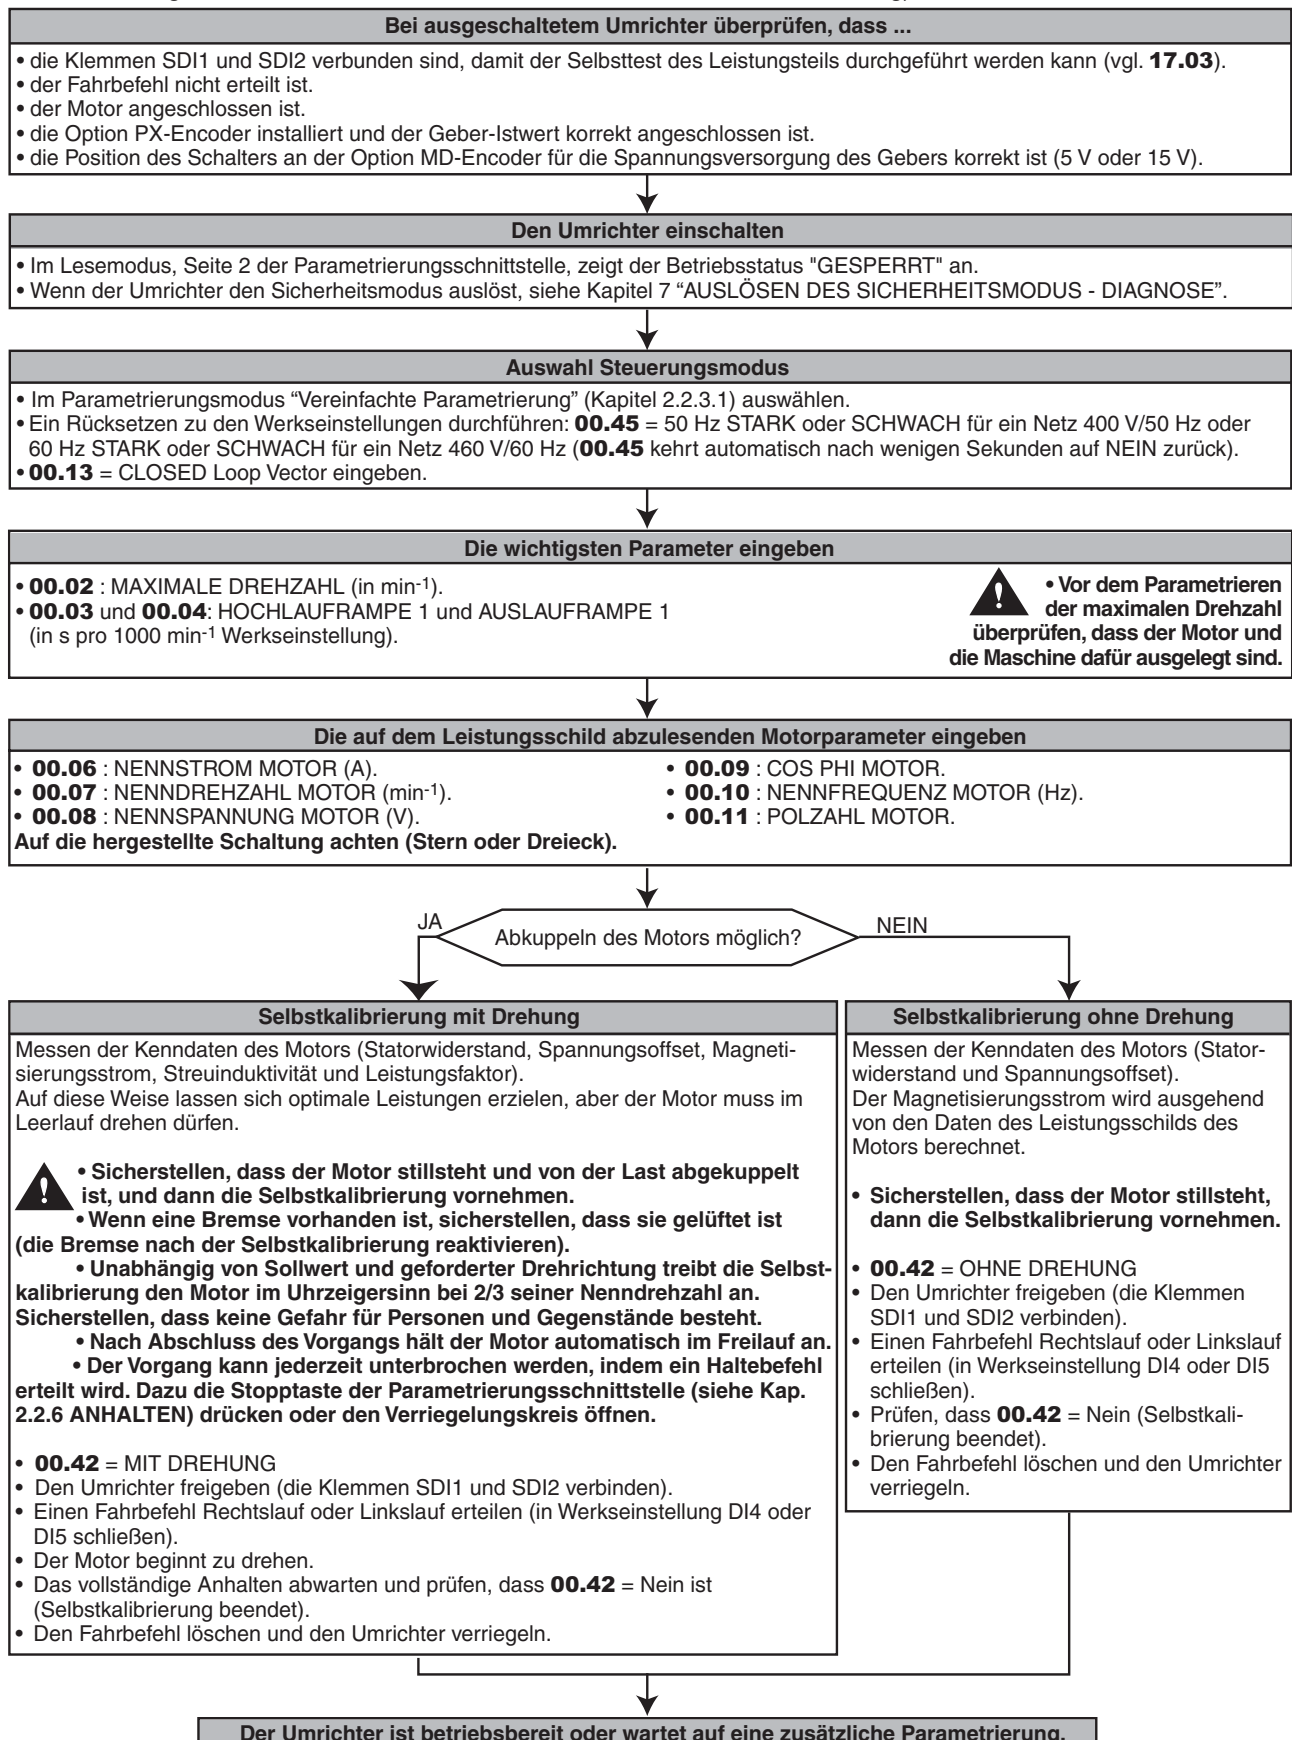 Bei ausgeschaltetem Umrichter überprüfen, dass ...
• die Klemmen SDI1 und SDI2 verbunden sind, damit der Selbsttest des Leistungsteils durchgeführt werden kann (vgl. 17.03).
• der Fahrbefehl nicht erteilt ist.
• der Motor angeschlossen ist.
• die Option PX-Encoder installiert und der Geber-Istwert korrekt angeschlossen ist.
• die Position des Schalters an der Option MD-Encoder für die Spannungsversorgung des Gebers korrekt ist (5 V oder 15 V).
Den Umrichter einschalten
• Im Lesemodus, Seite 2 der Parametrierungsschnittstelle, zeigt der Betriebsstatus "GESPERRT" an.
• Wenn der Umrichter den Sicherheitsmodus auslöst, siehe Kapitel 7 “AUSLÖSEN DES SICHERHEITSMODUS - DIAGNOSE”.
Auswahl Steuerungsmodus
• Im Parametrierungsmodus “Vereinfachte Parametrierung” (Kapitel 2.2.3.1) auswählen.
• Ein Rücksetzen zu den Werkseinstellungen durchführen: 00.45 = 50 Hz STARK oder SCHWACH für ein Netz 400 V/50 Hz oder
60 Hz STARK oder SCHWACH für ein Netz 460 V/60 Hz (00.45 kehrt automatisch nach wenigen Sekunden auf NEIN zurück).
• 00.13 = CLOSED Loop Vector eingeben.
Die wichtigsten Parameter eingeben
• 00.02 : MAXIMALE DREHZAHL (in min-1).
• 00.03 und 00.04: HOCHLAUFRAMPE 1 und AUSLAUFRAMPE 1
(in s pro 1000 min-1 Werkseinstellung).
• Vor dem Parametrieren
der maximalen Drehzahl
überprüfen, dass der Motor und
die Maschine dafür ausgelegt sind.
Die auf dem Leistungsschild abzulesenden Motorparameter eingeben
• 00.06 : NENNSTROM MOTOR (A).
• 00.07 : NENNDREHZAHL MOTOR (min-1).
• 00.08 : NENNSPANNUNG MOTOR (V).
Auf die hergestellte Schaltung achten (Stern oder Dreieck).
• 00.09 : COS PHI MOTOR.
• 00.10 : NENNFREQUENZ MOTOR (Hz).
• 00.11 : POLZAHL MOTOR.
JA
Abkuppeln des Motors möglich?
NEIN
Selbstkalibrierung mit Drehung
Messen der Kenndaten des Motors (Statorwiderstand, Spannungsoffset, Magneti-
sierungsstrom, Streuinduktivität und Leistungsfaktor).
Auf diese Weise lassen sich optimale Leistungen erzielen, aber der Motor muss im
Leerlauf drehen dürfen.
• Sicherstellen, dass der Motor stillsteht und von der Last abgekuppelt
ist, und dann die Selbstkalibrierung vornehmen.
• Wenn eine Bremse vorhanden ist, sicherstellen, dass sie gelüftet ist
(die Bremse nach der Selbstkalibrierung reaktivieren).
• Unabhängig von Sollwert und geforderter Drehrichtung treibt die Selbst-
kalibrierung den Motor im Uhrzeigersinn bei 2/3 seiner Nenndrehzahl an.
Sicherstellen, dass keine Gefahr für Personen und Gegenstände besteht.
• Nach Abschluss des Vorgangs hält der Motor automatisch im Freilauf an.
• Der Vorgang kann jederzeit unterbrochen werden, indem ein Haltebefehl
erteilt wird. Dazu die Stopptaste der Parametrierungsschnittstelle (siehe Kap.
2.2.6 ANHALTEN) drücken oder den Verriegelungskreis öffnen.
• 00.42 = MIT DREHUNG
• Den Umrichter freigeben (die Klemmen SDI1 und SDI2 verbinden).
• Einen Fahrbefehl Rechtslauf oder Linkslauf erteilen (in Werkseinstellung DI4 oder
DI5 schließen).
• Der Motor beginnt zu drehen.
• Das vollständige Anhalten abwarten und prüfen, dass 00.42 = Nein ist
(Selbstkalibrierung beendet).
• Den Fahrbefehl löschen und den Umrichter verriegeln.
Selbstkalibrierung ohne Drehung
Messen der Kenndaten des Motors (Stator-
widerstand und Spannungsoffset).
Der Magnetisierungsstrom wird ausgehend
von den Daten des Leistungsschilds des
Motors berechnet.
• Sicherstellen, dass der Motor stillsteht,
dann die Selbstkalibrierung vornehmen.
• 00.42 = OHNE DREHUNG
• Den Umrichter freigeben (die Klemmen
SDI1 und SDI2 verbinden).
• Einen Fahrbefehl Rechtslauf oder Linkslauf
erteilen (in Werkseinstellung DI4 oder DI5
schließen).
• Prüfen, dass 00.42 = Nein (Selbstkali-
brierung beendet).
• Den Fahrbefehl löschen und den Umrichter
verriegeln.
Der Umrichter ist betriebsbereit oder wartet auf eine zusätzliche Parametrierung.